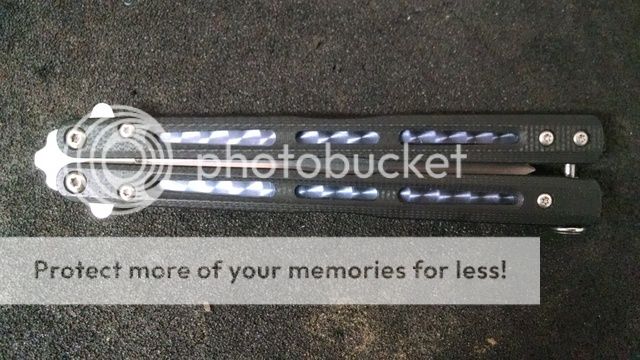 photobucket
Protect more of your memories for less!